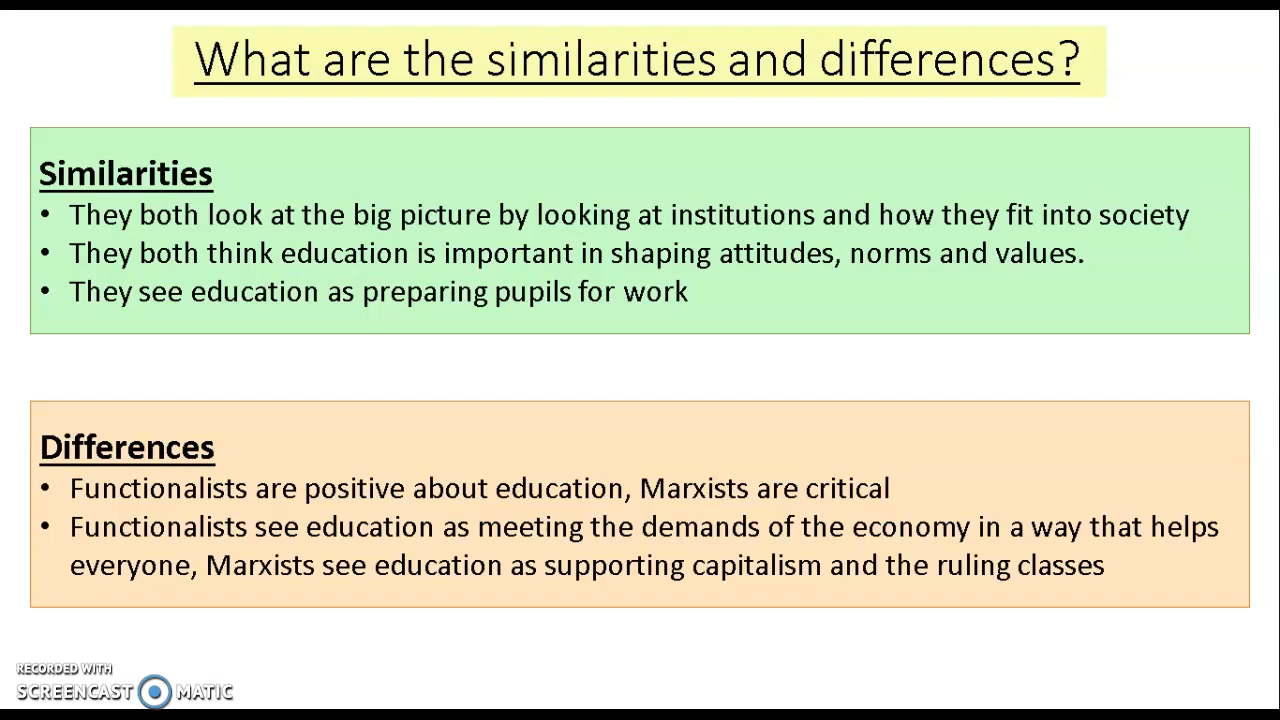 What are the similarities and differences?
Similarities
• They both look at the big picture by looking at institutions and how they fit into society
• They both think education is important in shaping attitudes, norms and values.
• They see education as preparing pupils for work
Differences
• Functionalists are positive about education, Marxists are critical
• Functionalists see education as meeting the demands of the economy in a way that helps
everyone, Marxists see education as supporting capitalism and the ruling classes
RECORDED WITH
SCREENCAST MATIC